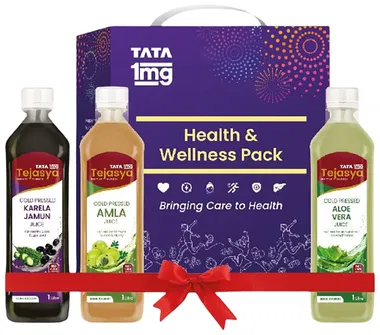 TATA
1mg
Health &
Wellness Pack
Bringing Care to Health
TATA 1mg
Tejasya
COLD PRESSED
KARELA
JAMUN
JUICE
1 Litre
TATA 1mg
Tejasya
COLD PRESSED
AMLA
JUICE
1 Litre
TATA 1mg
Tejasya
COLD PRESSED
ALOE
VERA
JUICE
1 Litre